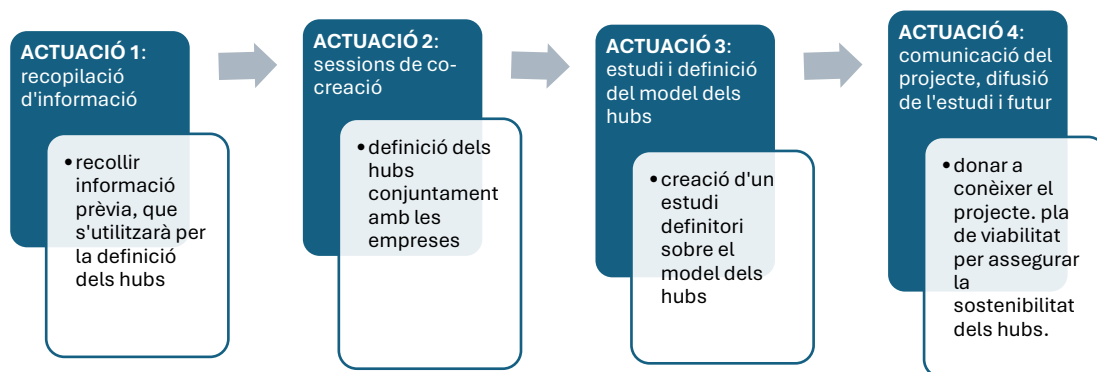 ACTUACIÓ 1:
recopilació
d'informació
• recollir
informació
prèvia, que
s'utilitzarà per
la definició
dels hubs
ACTUACIÓ 2:
sessions de co-
creació
• definició dels
hubs
conjuntament
amb les
empreses
ACTUACIÓ 3:
estudi i definició
del model dels
hubs
• creació d'un
estudi
definitori
sobre el
model dels
hubs
ACTUACIÓ 4:
comunicació del
projecte, difusió
de l'estudi i futur
• donar a
conèixer el
projecte. pla
de viabilitat
per assegurar
la
sostenibilitat
dels hubs.